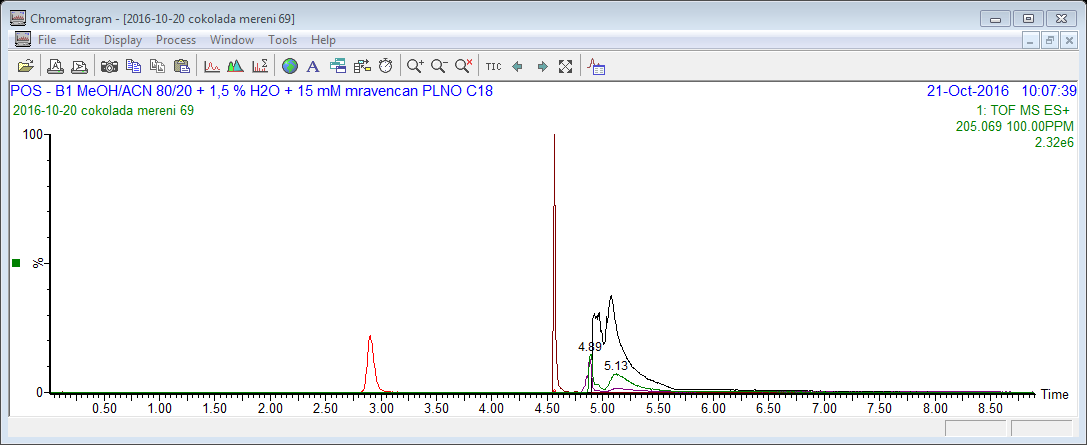 Chromatogram - [2016-10-20 cokolada mereni 69]
File Edit Display Process Window Tools Help
TIC
POS - B1 MeOH/ACN 80/20 + 1,5 % H2O + 15 mM mravencan PLNO C18 21-Oct-2016 10:07:39
2016-10-20 cokolada mereni 69 1: TOF MS ES+
205.069 100.00PPM
2.32e6
100
%
4.89
5.13
0
Time
0.50 1.00 1.50 2.00 2.50 3.00 3.50 4.00 4.50 5.00 5.50 6.00 6.50 7.00 7.50 8.00 8.50